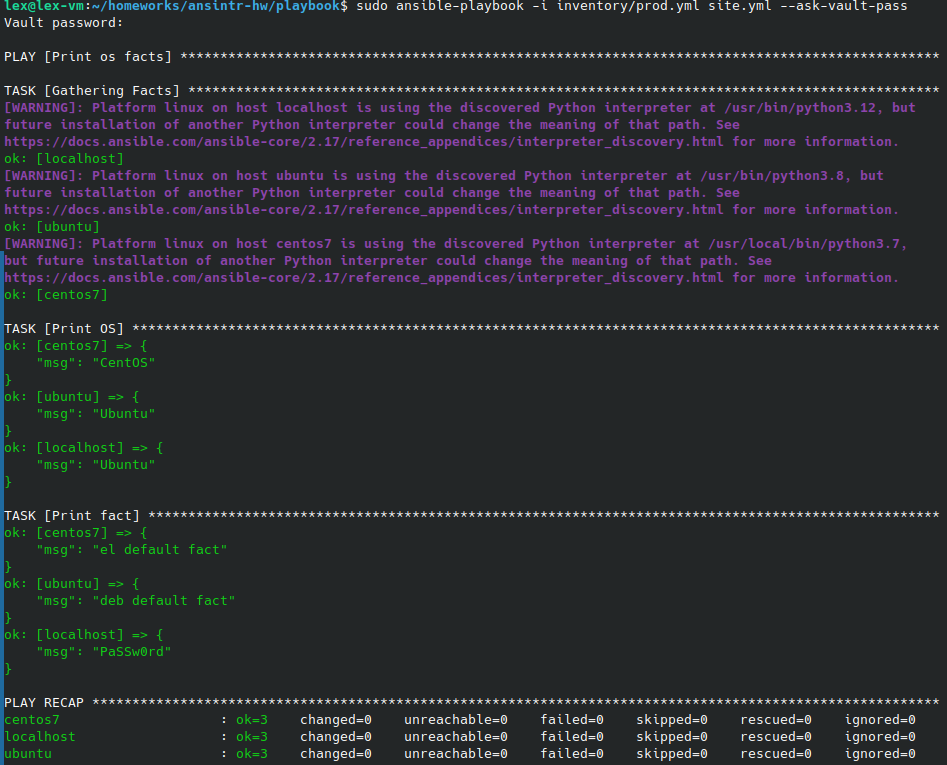 lex@lex-vm:~/homeworks/ansintr-hw/playbook$ sudo ansible-playbook -i inventory/prod.yml site.yml --ask-vault-pass
Vault password:
PLAY [Print os facts] ***********************************************************************************************
TASK [Gathering Facts] **********************************************************************************************
[WARNING]: Platform linux on host localhost is using the discovered Python interpreter at /usr/bin/python3.12, but
future installation of another Python interpreter could change the meaning of that path. See
https://docs.ansible.com/ansible-core/2.17/reference_appendices/interpreter_discovery.html for more information.
ok: [localhost]
[WARNING]: Platform linux on host ubuntu is using the discovered Python interpreter at /usr/bin/python3.8, but
future installation of another Python interpreter could change the meaning of that path. See
https://docs.ansible.com/ansible-core/2.17/reference_appendices/interpreter_discovery.html for more information.
ok: [ubuntu]
[WARNING]: Platform linux on host centos7 is using the discovered Python interpreter at /usr/local/bin/python3.7,
but future installation of another Python interpreter could change the meaning of that path. See
https://docs.ansible.com/ansible-core/2.17/reference_appendices/interpreter_discovery.html for more information.
ok: [centos7]
TASK [Print OS] *****************************************************************************************************
ok: [centos7] => {
    "msg": "CentOS"
}
ok: [ubuntu] => {
    "msg": "Ubuntu"
}
ok: [localhost] => {
    "msg": "Ubuntu"
}
TASK [Print fact] ***************************************************************************************************
ok: [centos7] => {
    "msg": "el default fact"
}
ok: [ubuntu] => {
    "msg": "deb default fact"
}
ok: [localhost] => {
    "msg": "PaSSw0rd"
}
PLAY RECAP **********************************************************************************************************
centos7                    : ok=3    changed=0    unreachable=0    failed=0    skipped=0    rescued=0    ignored=0
localhost                  : ok=3    changed=0    unreachable=0    failed=0    skipped=0    rescued=0    ignored=0
ubuntu                     : ok=3    changed=0    unreachable=0    failed=0    skipped=0    rescued=0    ignored=0